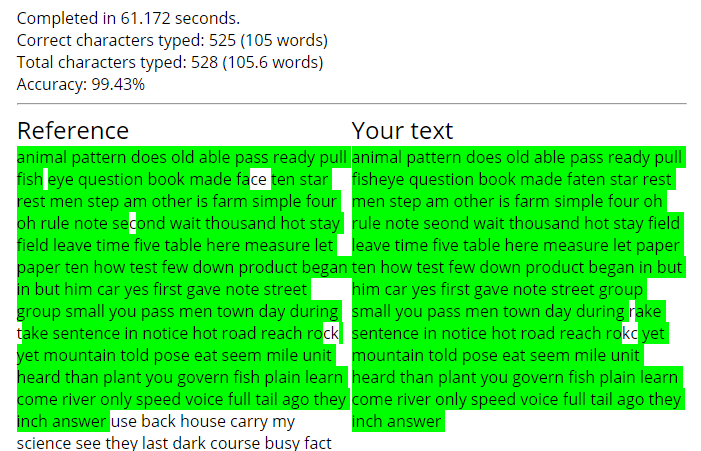 Completed in 61.172 seconds.
Correct characters typed: 525 (105 words)
Total characters typed: 528 (105.6 words)
Accuracy: 99.43%
Reference
animal pattern does old able pass ready pull
fish eye question book made face ten star
rest men step am other is farm simple four
oh rule note second wait thousand hot stay
field leave time five table here measure let
paper ten how test few down product began
in but him car yes first gave note street
group small you pass men town day during
take sentence in notice hot road reach rock
yet mountain told pose eat seem mile unit
heard than plant you govern fish plain learn
come river only speed voice full tail ago they
inch answer use back house carry my
science see they last dark course busy fact
Your text
animal pattern does old able pass ready pull
fisheye question book made faten star rest
men step am other is farm simple four oh
rule note seond wait thousand hot stay field
leave time five table here measure let paper
ten how test few down product began in but
him car yes first gave note street group
small you pass men town day during rake
sentence in notice hot road reach rokc yet
mountain told pose eat seem mile unit
heard than plant you govern fish plain learn
come river only speed voice full tail ago they
inch answer